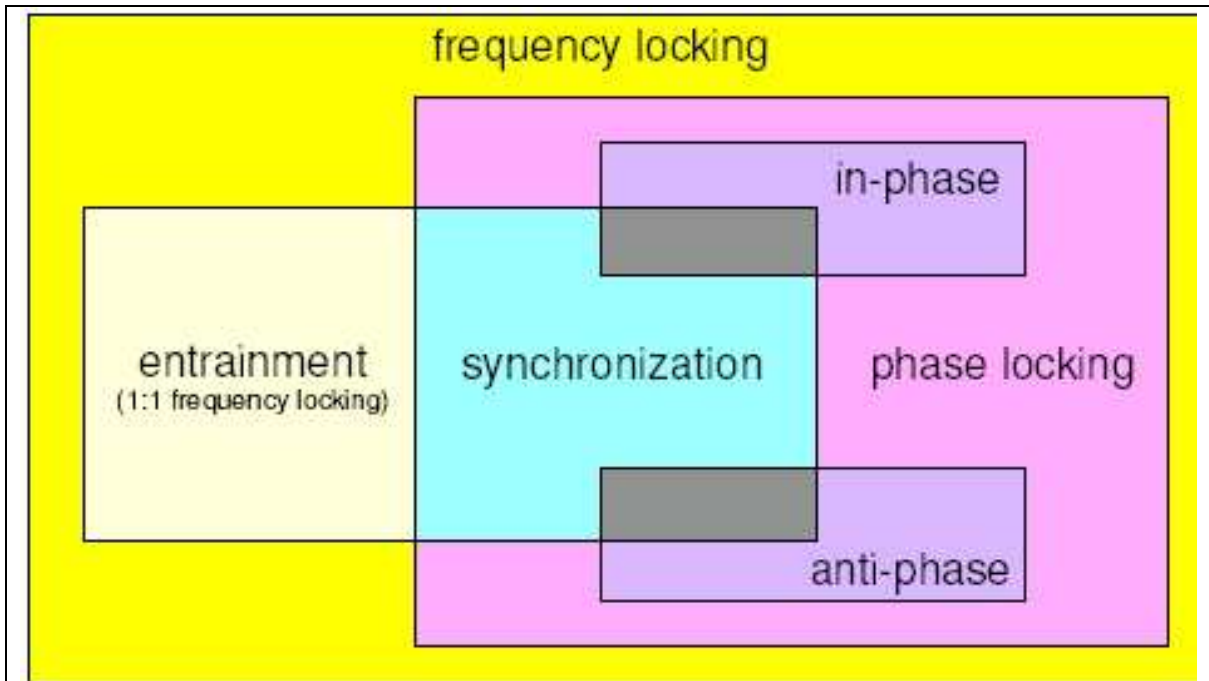 frequency locking
in-phase
entrainment
(1:1 frequency locking)
synchronization
phase locking
anti-phase